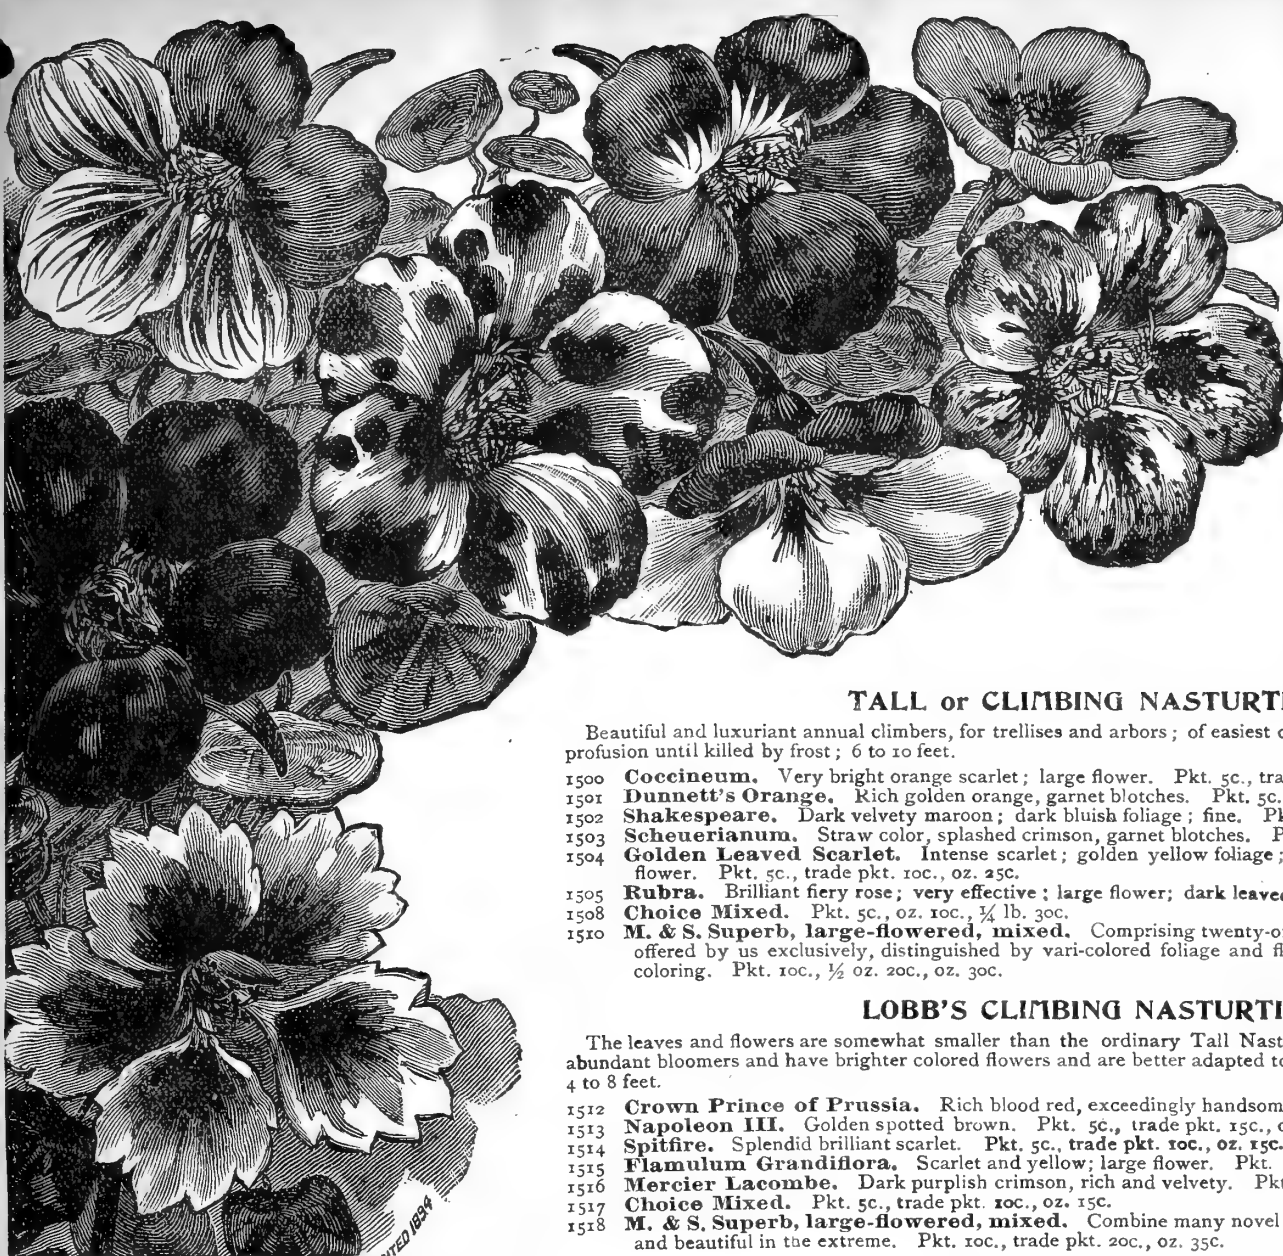 TALL or CLIMBING NASTURTI
Beautiful and luxuriant annual climbers, for trellises and arbors; of easiest
profusion until killed by frost; 6 to 10 feet.
1500 Coccineum. Very bright orange scarlet; large flower. Pkt. 5c., tra
1501 Dunnett's Orange. Rich golden orange, garnet blotches. Pkt. 5c.
1502 Shakespeare. Dark velvety maroon; dark bluish foliage; fine. Pk
1503 Scheuerianum. Straw color, splashed crimson, garnet blotches. P
1504 Golden Leaved Scarlet. Intense scarlet; golden yellow foliage;
flower. Pkt. 5c., trade pkt. 10c., oz. 25c.
1505 Rubra. Brilliant fiery rose; very effective; large flower; dark leave
1508 Choice Mixed. Pkt. 5c., oz. 10c., ¼ lb. 30c.
1510 M. & S. Superb, large-flowered, mixed. Comprising twenty-o
offered by us exclusively, distinguished by vari-colored foliage and fl
coloring. Pkt. 10c., ½ oz. 20c., oz. 30c.
LOBB'S CLIMBING NASTURTI
The leaves and flowers are somewhat smaller than the ordinary Tall Nast
abundant bloomers and have brighter colored flowers and are better adapted to
4 to 8 feet.
1512 Crown Prince of Prussia. Rich blood red, exceedingly handsom
1513 Napoleon III. Golden spotted brown. Pkt. 5c., trade pkt. 15c.,
1514 Spitfire. Splendid brilliant scarlet. Pkt. 5c., trade pkt. 10c., oz. 15c.
1515 Flamulum Grandiflora. Scarlet and yellow; large flower. Pkt.
1516 Mercier Lacombe. Dark purplish crimson, rich and velvety. Pkt
1517 Choice Mixed. Pkt. 5c., trade pkt. 10c., oz. 15c.
1518 M. & S. Superb, large-flowered, mixed. Combine many novel
and beautiful in the extreme. Pkt. 10c., trade pkt. 20c., oz. 35c.
NTED 1894